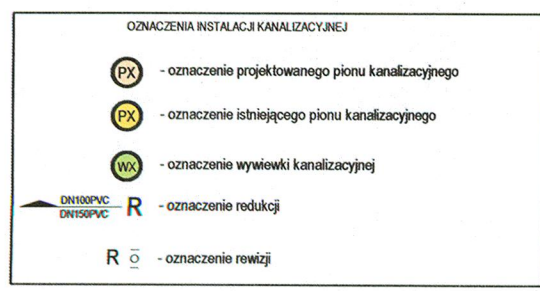 OZNACZENIA INSTALACJI KANALIZACYJNEJ
PX - oznaczenie projektowanego pionu kanalizacyjnego
PX - oznaczenie istniejącego pionu kanalizacyjnego
WX - oznaczenie wywiewki kanalizacyjnej
DN100PVC
DN150PVC R - oznaczenie redukcji
R o - oznaczenie rewizji